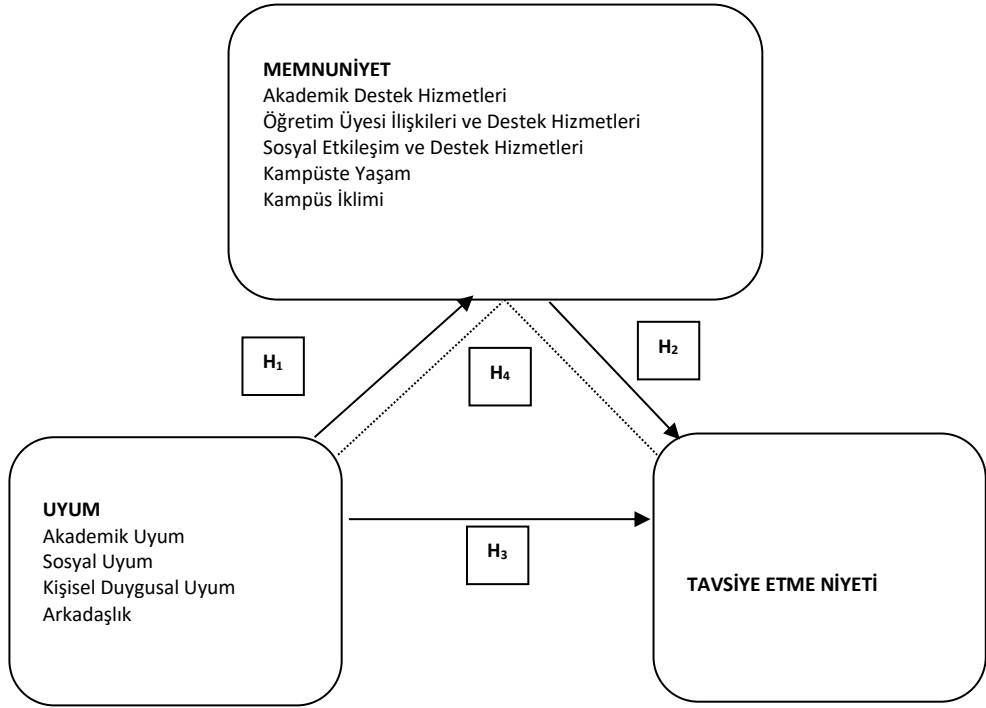 MEMNUNİYET
Akademik Destek Hizmetleri
Öğretim Üyesi İlişkileri ve Destek Hizmetleri
Sosyal Etkileşim ve Destek Hizmetleri
Kampüste Yaşam
Kampüs İklimi
H₁
H₄
H₂
UYUM
Akademik Uyum
Sosyal Uyum
Kişisel Duygusal Uyum
Arkadaşlık
H₃
TAVSİYE ETME NİYETİ